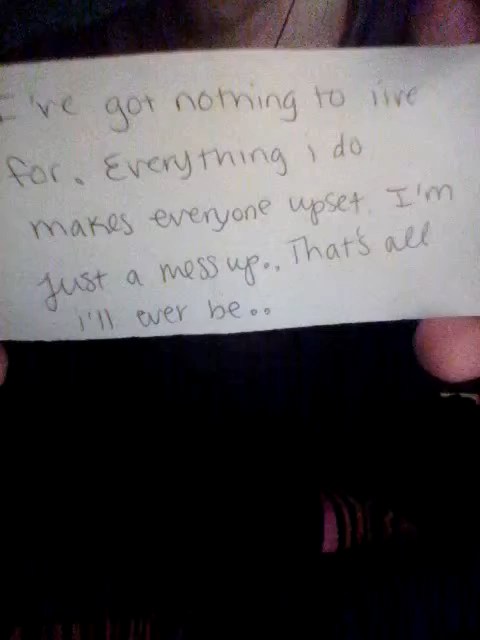 I've got nothing to live
for. Everything i do
makes everyone upset. I'm
just a mess up.. That's all
i'll ever be..